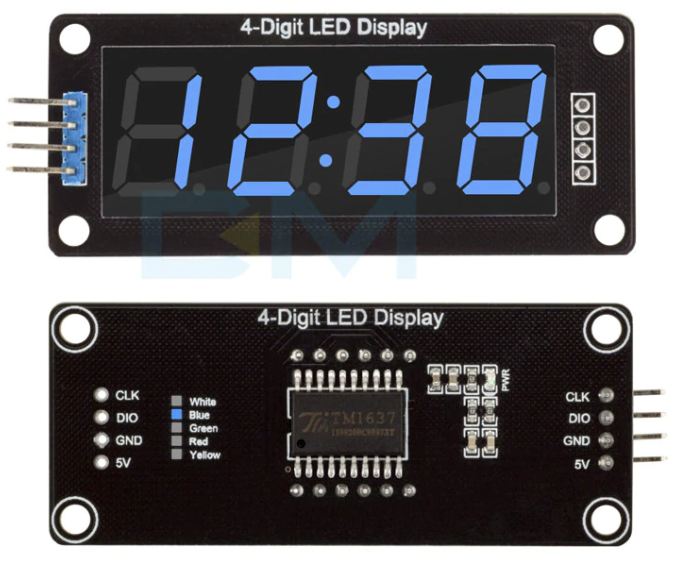 4-Digit LED Display
12:38
4-Digit LED Display
CLK
DIO
GND
5V
White
Blue
Green
Red
Yellow
TM1637
PWR
CLK
DIO
GND
5V